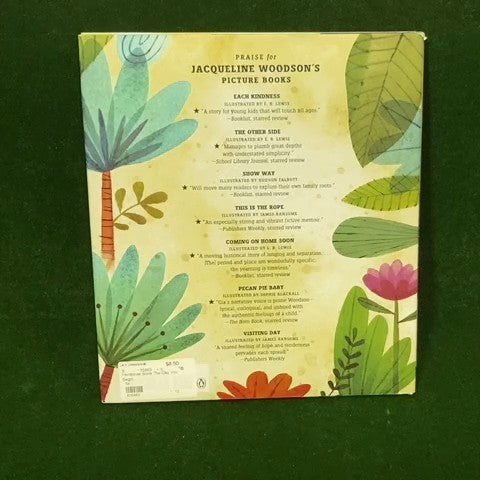 PRAISE for
JACQUELINE WOODSON'S
PICTURE BOOKS
EACH KINDNESS
ILLUSTRATED BY E. B. LEWIS
★ "A story for young kids that will touch all ages."
—Booklist, starred review
THE OTHER SIDE
ILLUSTRATED BY E. B. LEWIS
★ "Manages to plumb great depths
with understated simplicity."
—School Library Journal, starred review
SHOW WAY
ILLUSTRATED BY HUDSON TALBOTT
★ "Will move many readers to explore their own family roots."
—Booklist, starred review
THIS IS THE ROPE
ILLUSTRATED BY JAMES RANSOME
★ "An especially strong and vibrant fictive memoir."
—Publishers Weekly, starred review
COMING ON HOME SOON
ILLUSTRATED BY E. B. LEWIS
★ "A moving historical story of longing and separation.
Period and place are wonderfully specific;
the yearning is timeless."
—Booklist, starred review
PECAN PIE BABY
ILLUSTRATED BY SOPHIE BLACKALL
★ "Gia's narrative voice is prime Woodson—
lyrical, colloquial, and imbued with
the authentic feelings of a child."
—The Horn Book, starred review
VISITING DAY
ILLUSTRATED BY JAMES RANSOME
"A shared feeling of hope and tenderness
pervades each spread."
—Publishers Weekly
$8.50